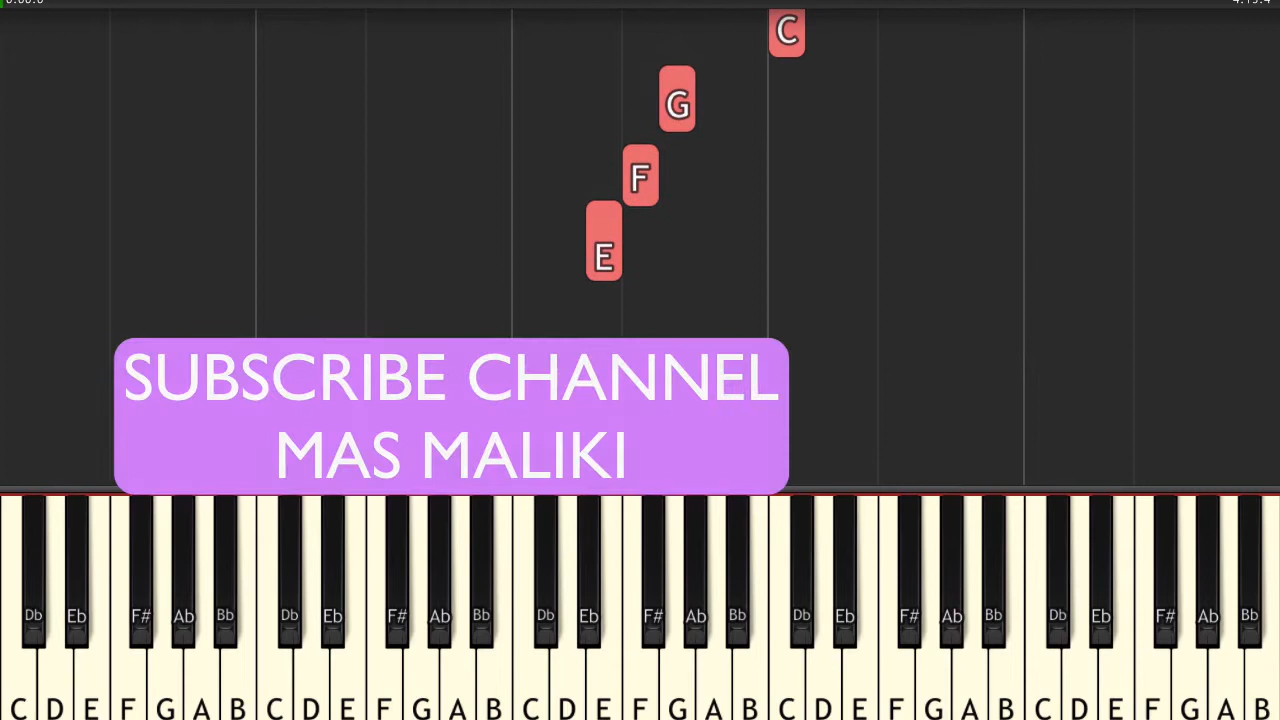 C
G
F
E
SUBSCRIBE CHANNEL
MAS MALIKI
Db Eb F# Ab Bb Db Eb F# Ab Bb Db Eb F# Ab Bb Db Eb F# Ab Bb Db Eb F# Ab Bb
C D E F G A B C D E F G A B C D E F G A B C D E F G A B C D E F G A B